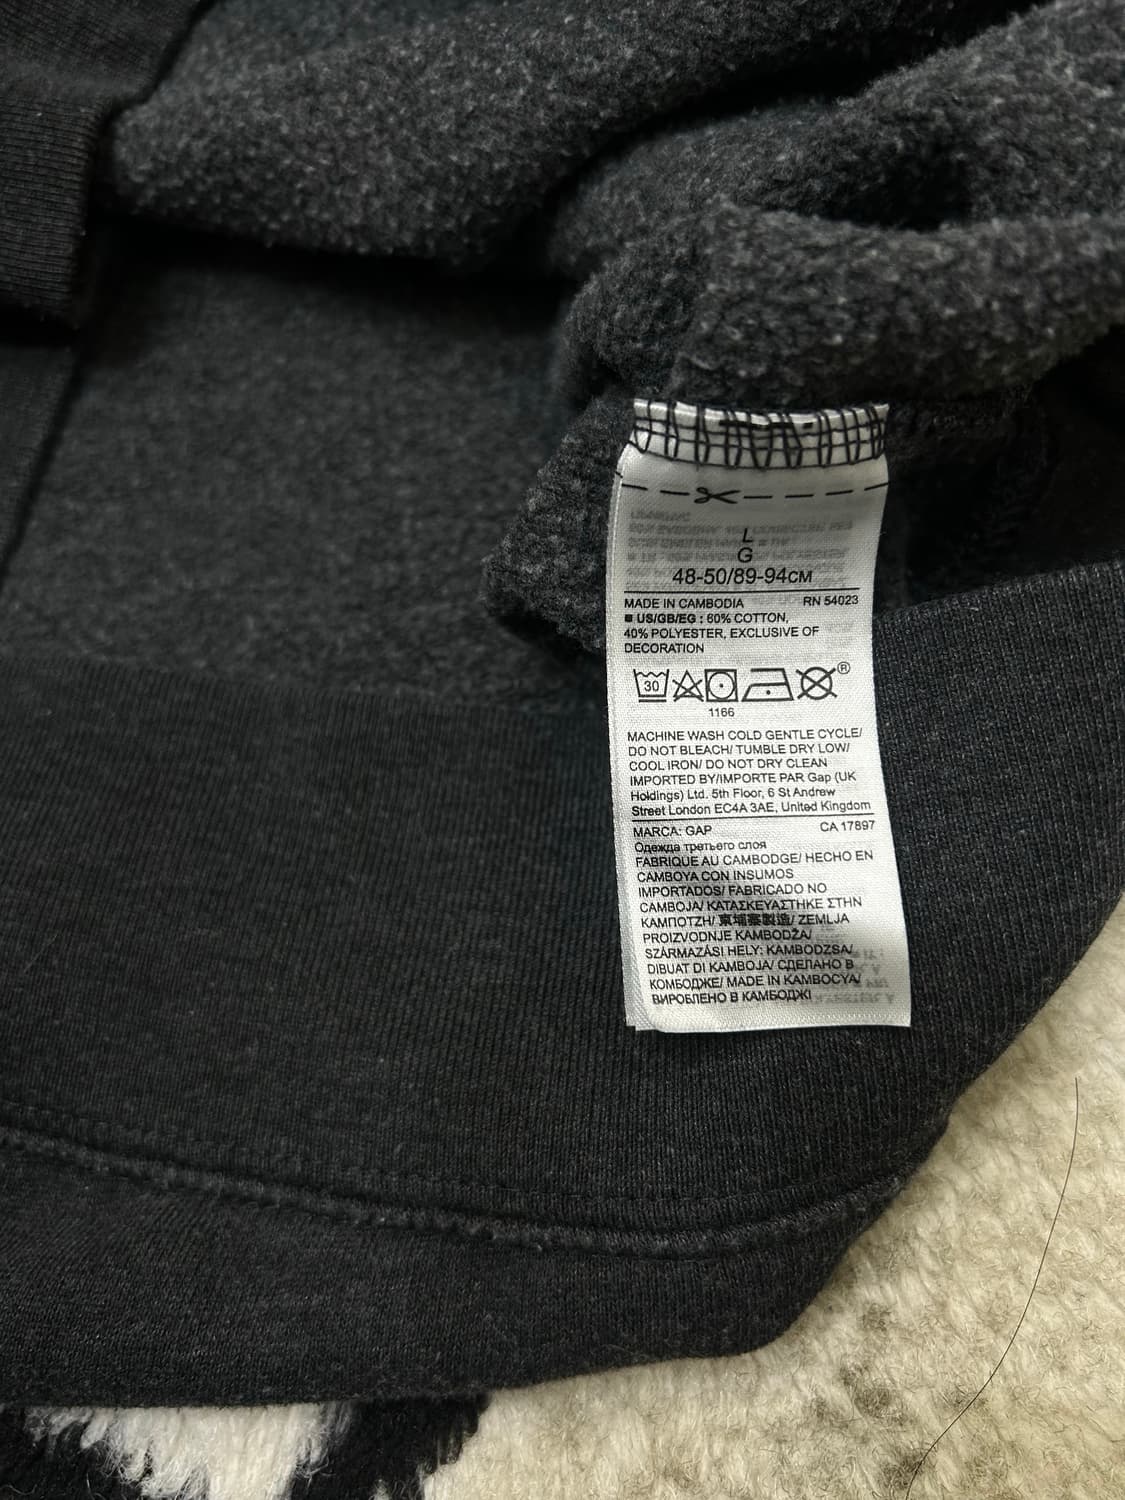 L
G
48-50/89-94CM
MADE IN CAMBODIA RN 54023
■ US/GB/EG : 60% COTTON,
40% POLYESTER, EXCLUSIVE OF
DECORATION
30 ®
1166
MACHINE WASH COLD GENTLE CYCLE/
DO NOT BLEACH/ TUMBLE DRY LOW/
COOL IRON/ DO NOT DRY CLEAN
IMPORTED BY/IMPORTE PAR Gap (UK
Holdings) Ltd. 5th Floor, 6 St Andrew
Street London EC4A 3AE, United Kingdom
MARCA: GAP CA 17897
Одежда третьего слоя
FABRIQUE AU CAMBODGE/ HECHO EN
CAMBOYA CON INSUMOS
IMPORTADOS/ FABRICADO NO
CAMBOJA/ ΚΑΤΑΣΚΕΥΑΣΤΗΚΕ ΣΤΗΝ
ΚΑΜΠΟΤΖΗ/ 柬埔寨製造/ ZEMLJA
PROIZVODNJE KAMBODŽA/
SZÁRMAZÁSI HELY: KAMBODZSA/
DIBUAT DI KAMBOJA/ СДЕЛАНО В
КОМБОДЖЕ/ MADE IN KAMBOCYA/
ВИРОБЛЕНО В КАМБОДЖІ